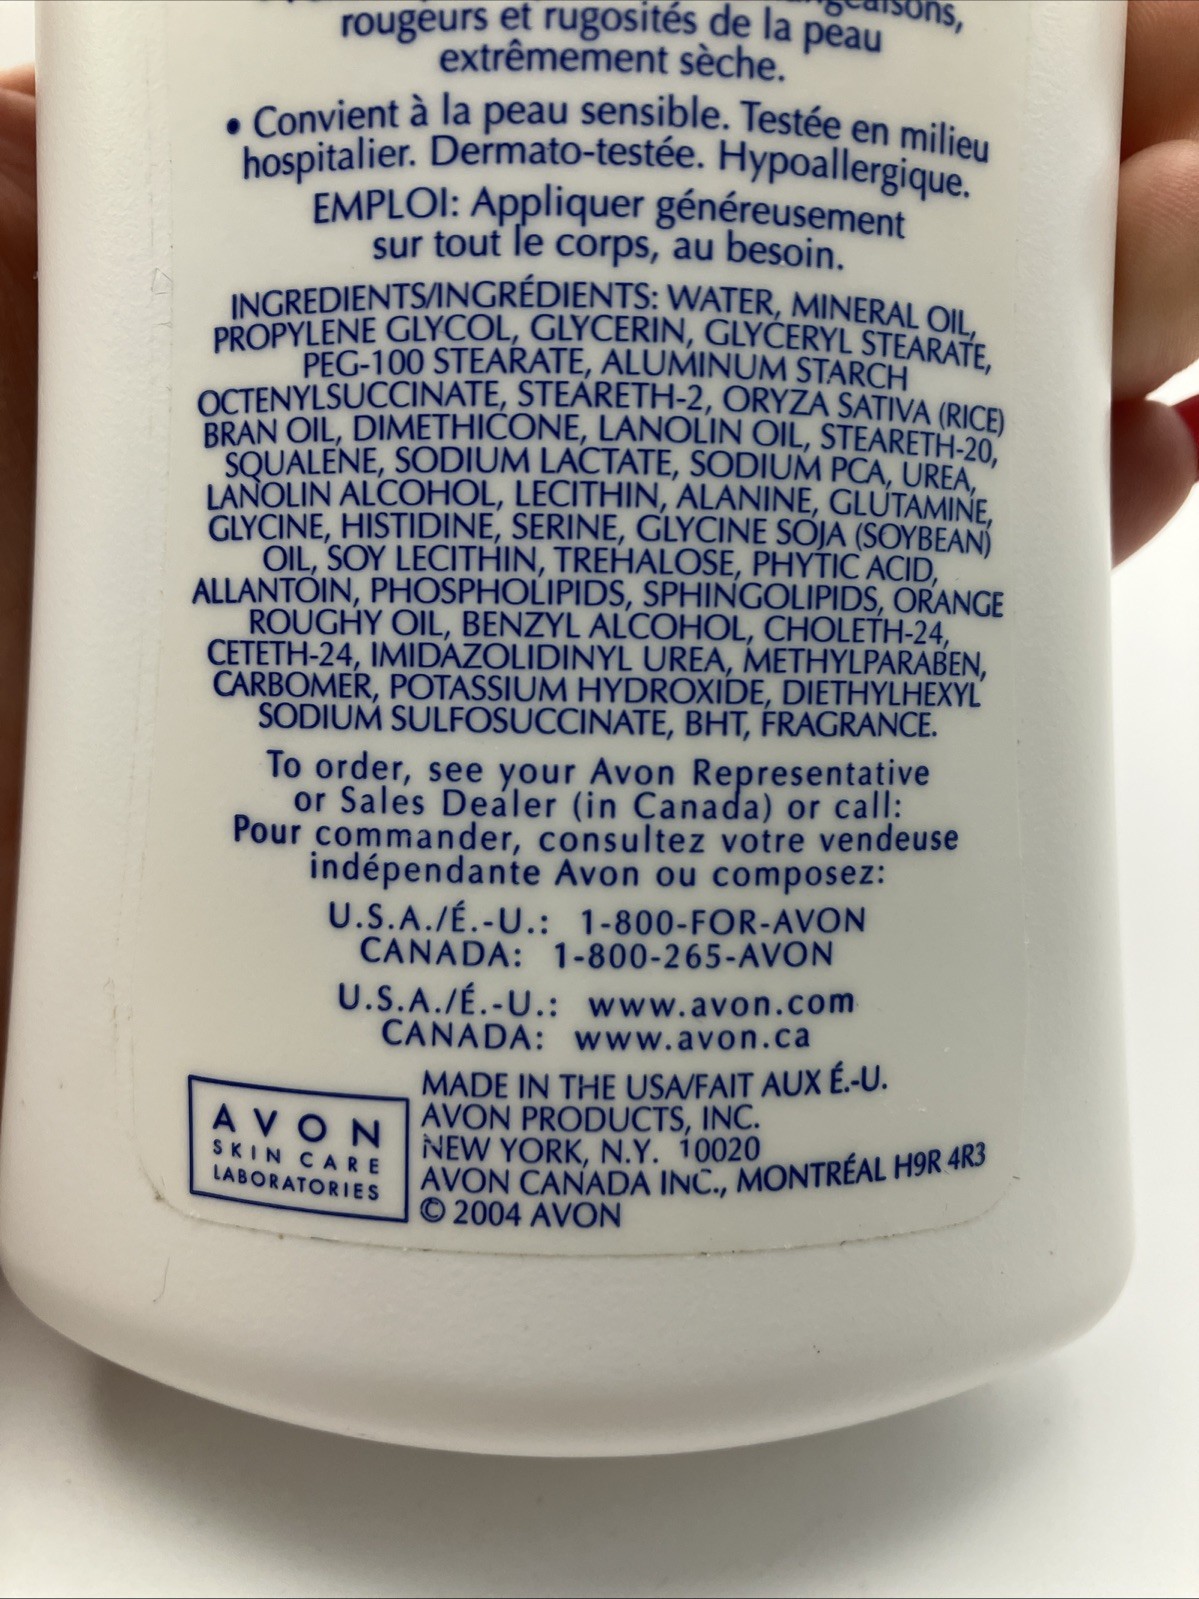 rougeurs et rugosités de la peau
extrêmement sèche.
• Convient à la peau sensible. Testée en milieu
hospitalier. Dermato-testée. Hypoallergique.
EMPLOI: Appliquer généreusement
sur tout le corps, au besoin.
INGREDIENTS/INGRÉDIENTS: WATER, MINERAL OIL,
PROPYLENE GLYCOL, GLYCERIN, GLYCERYL STEARATE,
PEG-100 STEARATE, ALUMINUM STARCH
OCTENYLSUCCINATE, STEARETH-2, ORYZA SATIVA (RICE)
BRAN OIL, DIMETHICONE, LANOLIN OIL, STEARETH-20,
SQUALENE, SODIUM LACTATE, SODIUM PCA, UREA,
LANOLIN ALCOHOL, LECITHIN, ALANINE, GLUTAMINE,
GLYCINE, HISTIDINE, SERINE, GLYCINE SOJA (SOYBEAN)
OIL, SOY LECITHIN, TREHALOSE, PHYTIC ACID,
ALLANTOIN, PHOSPHOLIPIDS, SPHINGOLIPIDS, ORANGE
ROUGHY OIL, BENZYL ALCOHOL, CHOLETH-24,
CETETH-24, IMIDAZOLIDINYL UREA, METHYLPARABEN,
CARBOMER, POTASSIUM HYDROXIDE, DIETHYLHEXYL
SODIUM SULFOSUCCINATE, BHT, FRAGRANCE.
To order, see your Avon Representative
or Sales Dealer (in Canada) or call:
Pour commander, consultez votre vendeuse
indépendante Avon ou composez:
U.S.A./É.-U.: 1-800-FOR-AVON
CANADA: 1-800-265-AVON
U.S.A./É.-U.: www.avon.com
CANADA: www.avon.ca
AVON
SKIN CARE
LABORATORIES
MADE IN THE USA/FAIT AUX É.-U.
AVON PRODUCTS, INC.
NEW YORK, N.Y. 10020
AVON CANADA INC., MONTRÉAL H9R 4R3
© 2004 AVON